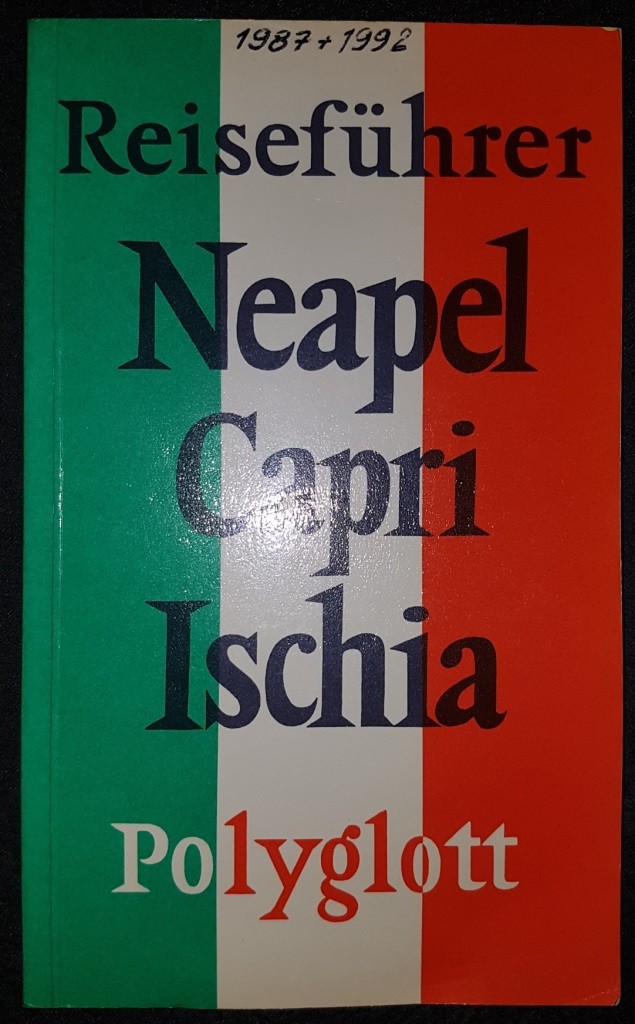 1987 + 1992
Reiseführer
Neapel
Capri
Ischia
Polyglott